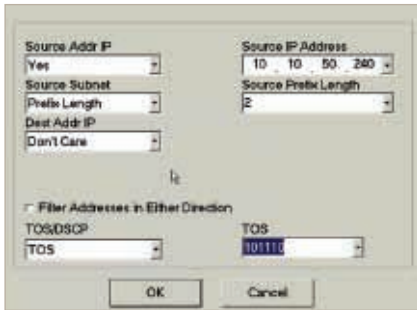 Source Addr IP
Source IP Address
Yes
10 . 10 . 50 . 240
Source Subnet
Source Prefix Length
Prefix Length
2
Dest Addr IP
Don't Care
Filter Addresses in Either Direction
TOS/DSCP
TOS
TOS
101110
OK
Cancel